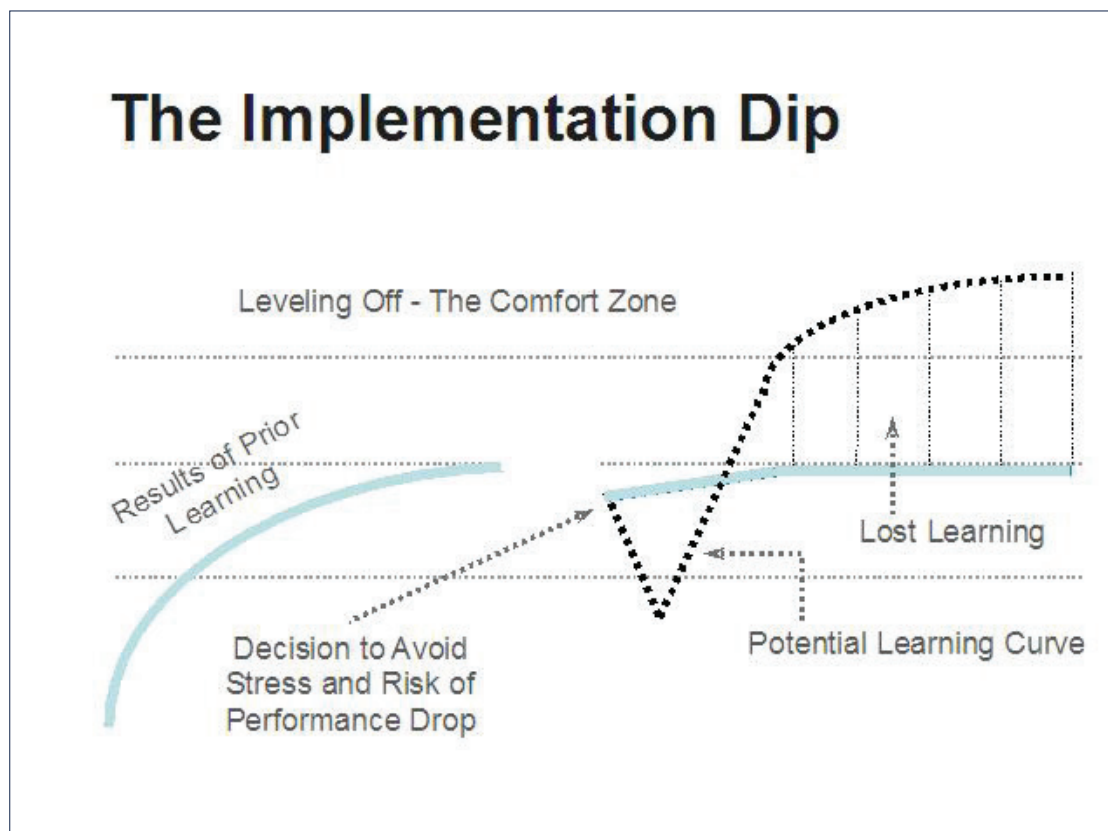 The Implementation Dip
Leveling Off - The Comfort Zone
Results of Prior
Learning
Lost Learning
Decision to Avoid
Stress and Risk of
Performance Drop
Potential Learning Curve